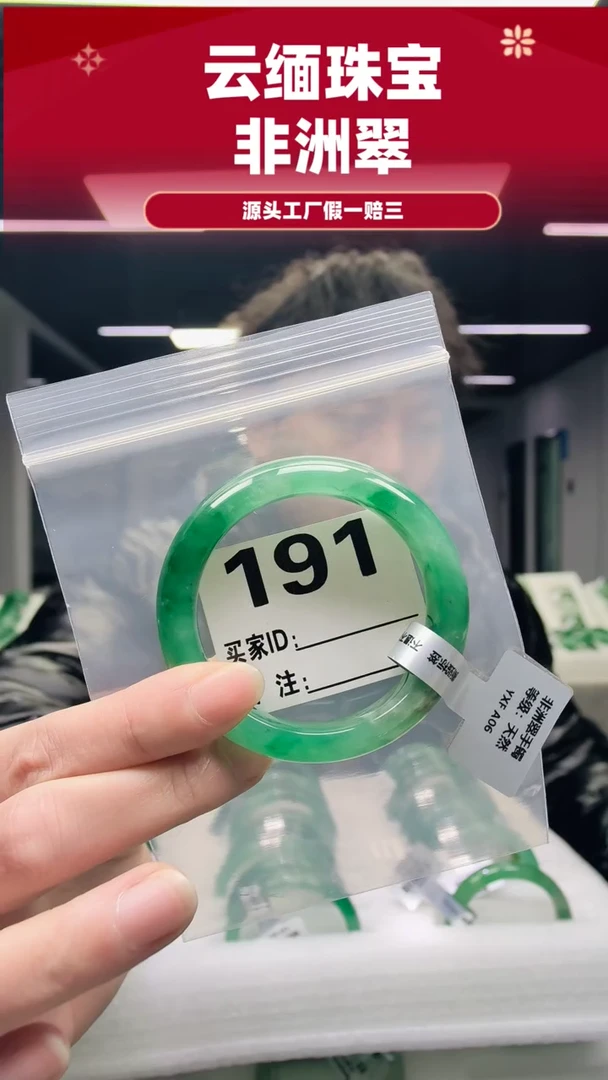 云缅珠宝
非洲翠
源头工厂假一赔三
191
买家ID:
注:
非洲翠手镯
等级:天然
YXF A06